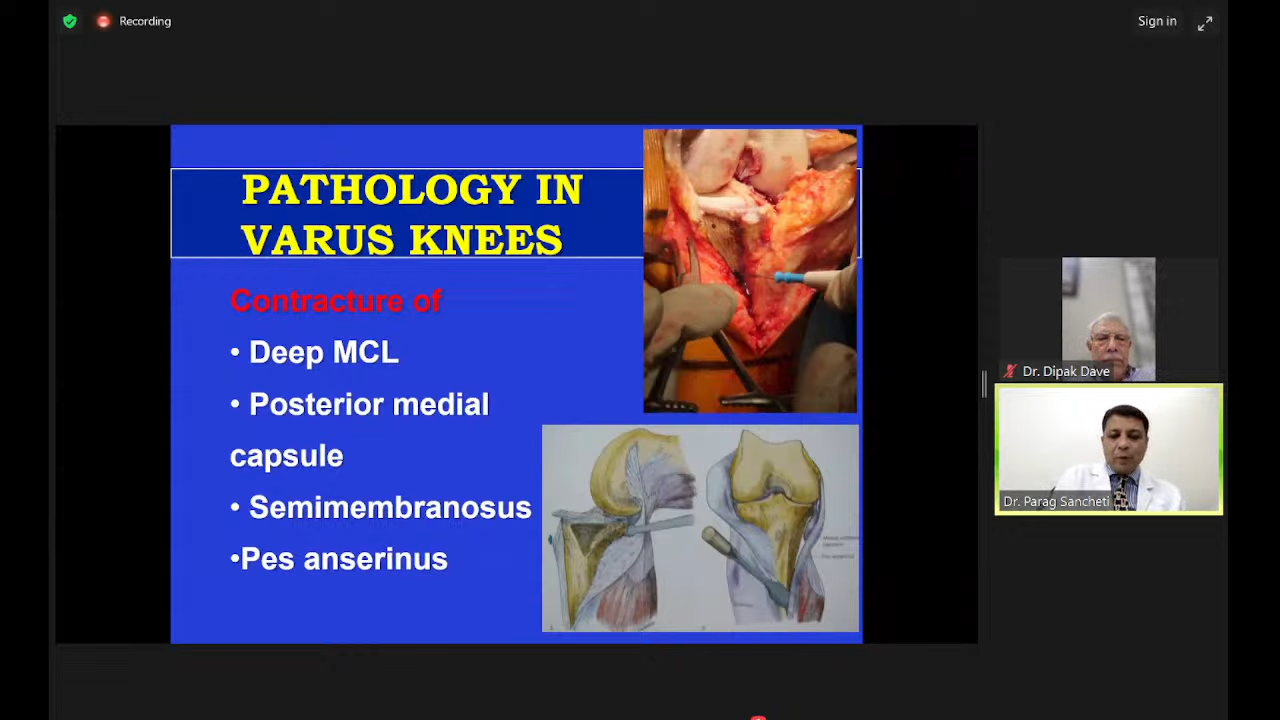 Recording
Sign in
PATHOLOGY IN
VARUS KNEES
Contracture of
• Deep MCL
• Posterior medial
capsule
• Semimembranosus
•Pes anserinus
Dr. Dipak Dave
Dr. Parag Sancheti